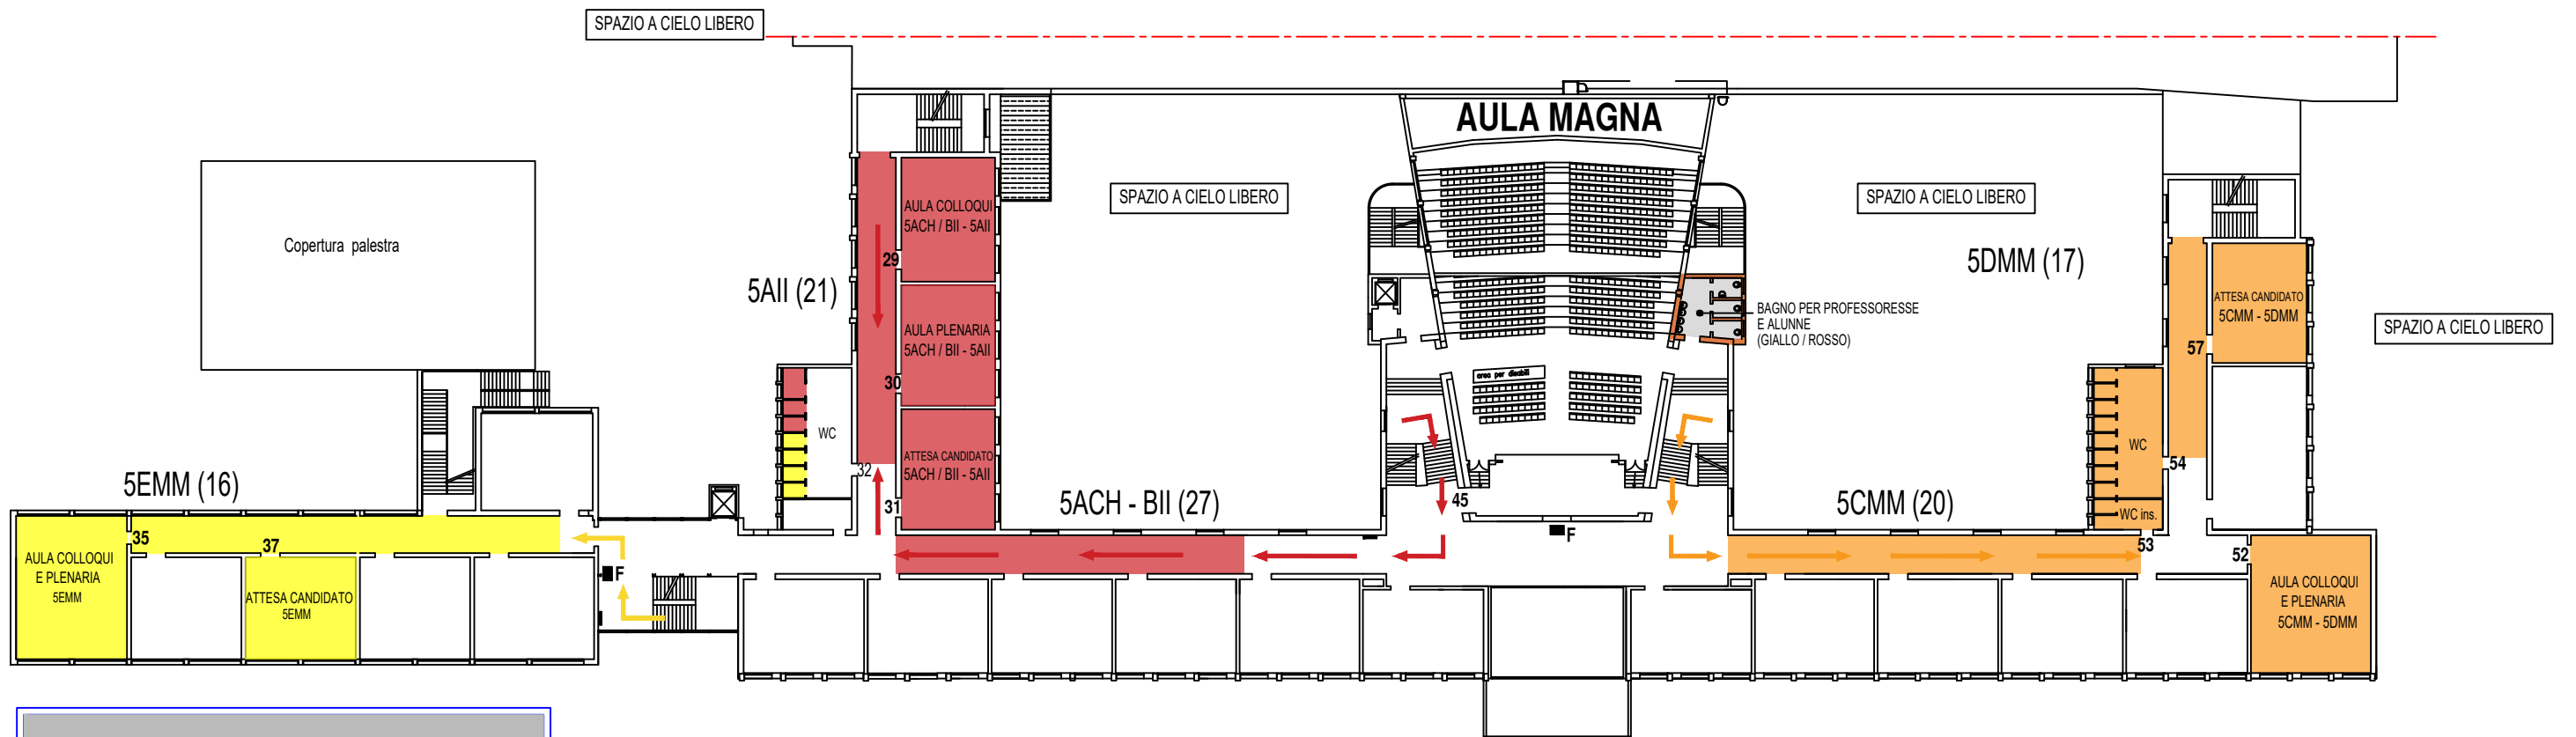 SPAZIO A CIELO LIBERO
AULA MAGNA
SPAZIO A CIELO LIBERO
SPAZIO A CIELO LIBERO
Copertura palestra
AULA COLLOQUI
5ACH / BII - 5AII
29
5AII (21)
AULA PLENARIA
5ACH / BII - 5AII
30
ATTESA CANDIDATO
5ACH / BII - 5AII
31
32
WC
5DMM (17)
BAGNO PER PROFESSORESSE
E ALUNNE
(GIALLO / ROSSO)
area per disabili
ATTESA CANDIDATO
5CMM - 5DMM
57
SPAZIO A CIELO LIBERO
WC
54
WC ins.
53
52
5EMM (16)
5ACH - BII (27)
45
F
5CMM (20)
35
37
F
AULA COLLOQUI
E PLENARIA
5EMM
ATTESA CANDIDATO
5EMM
AULA COLLOQUI
E PLENARIA
5CMM - 5DMM